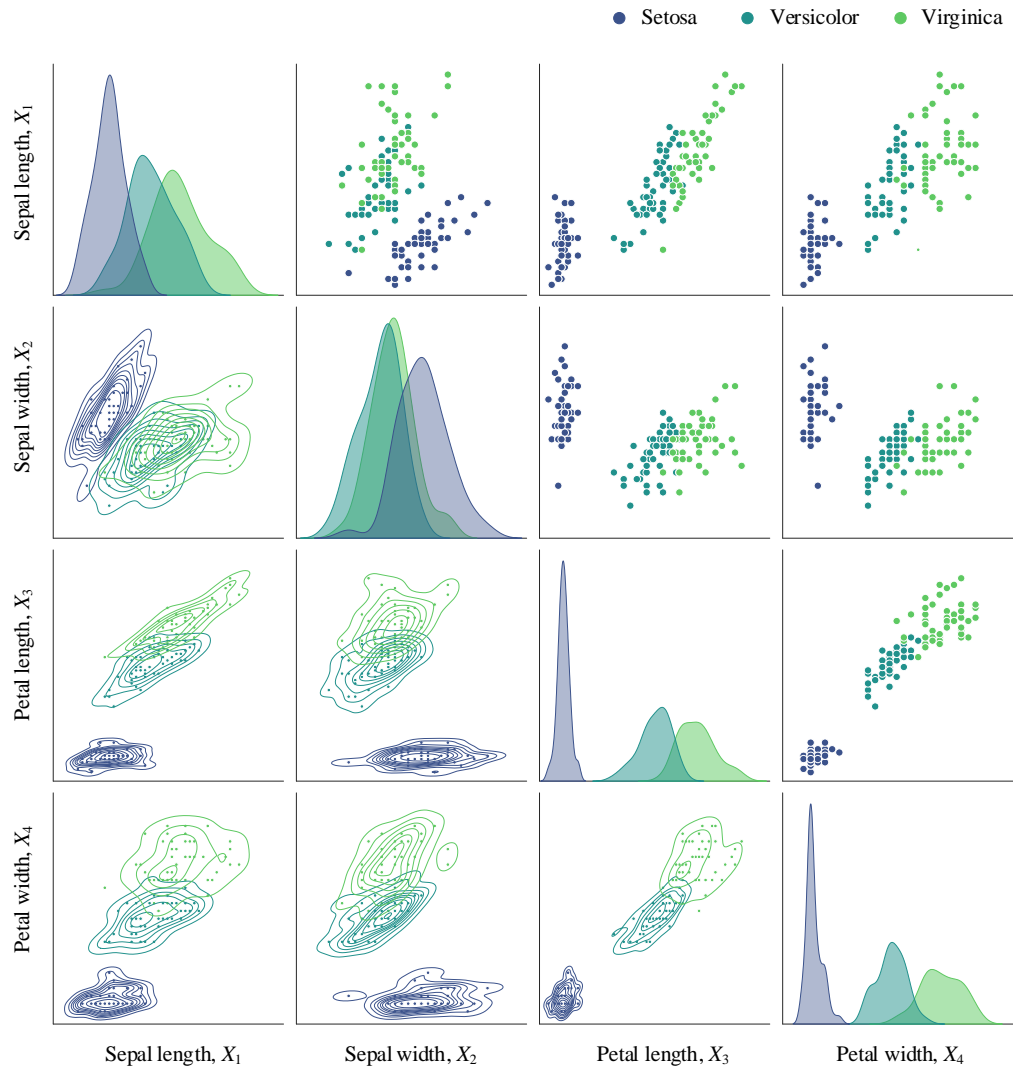 Setosa
Versicolor
Virginica
Sepal length, X1
Sepal width, X2
Petal length, X3
Petal width, X4
Sepal length, X1
Sepal width, X2
Petal length, X3
Petal width, X4